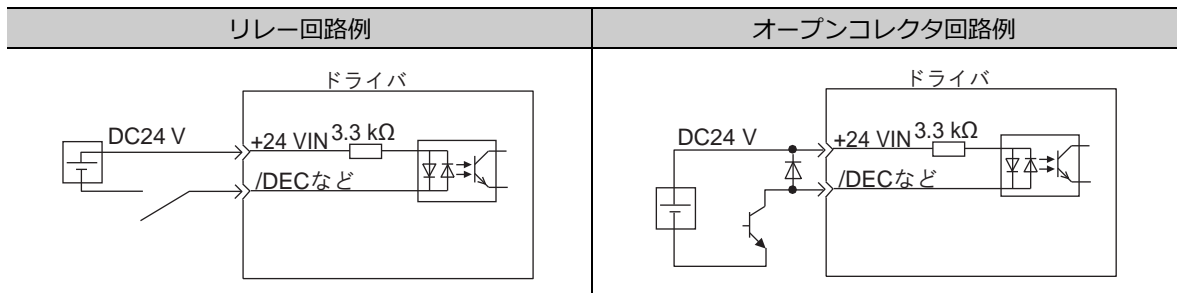 リレー回路例
オープンコレクタ回路例
ドライバ
DC24 V
+24 VIN
3.3 kΩ
/DECなど
ドライバ
DC24 V
+24 VIN
3.3 kΩ
/DECなど